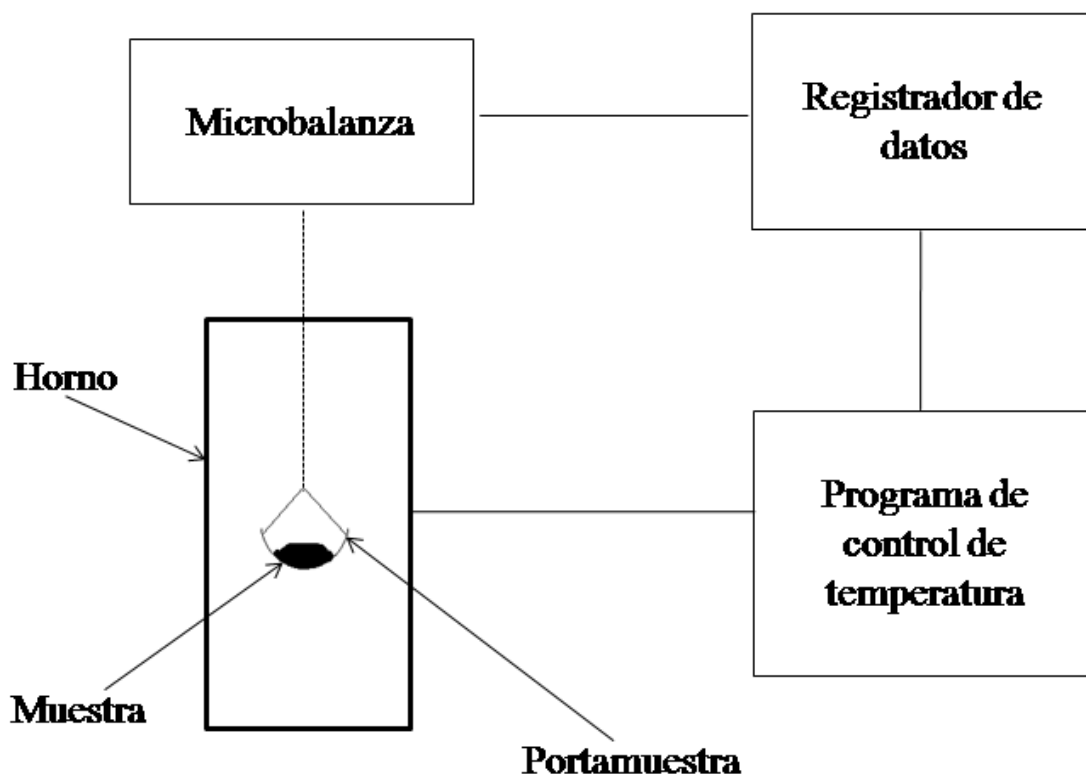 Microbalanza
Registrador de
datos
Horno
Programa de
control de
temperatura
Muestra
Portamuestra